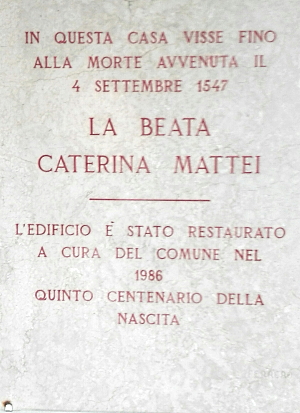 IN QUESTA CASA VISSE FINO
ALLA MORTE AVVENUTA IL
4 SETTEMBRE 1547
LA BEATA
CATERINA MATTEI
L'EDIFICIO È STATO RESTAURATO
A CURA DEL COMUNE NEL
1986
QUINTO CENTENARIO DELLA
NASCITA